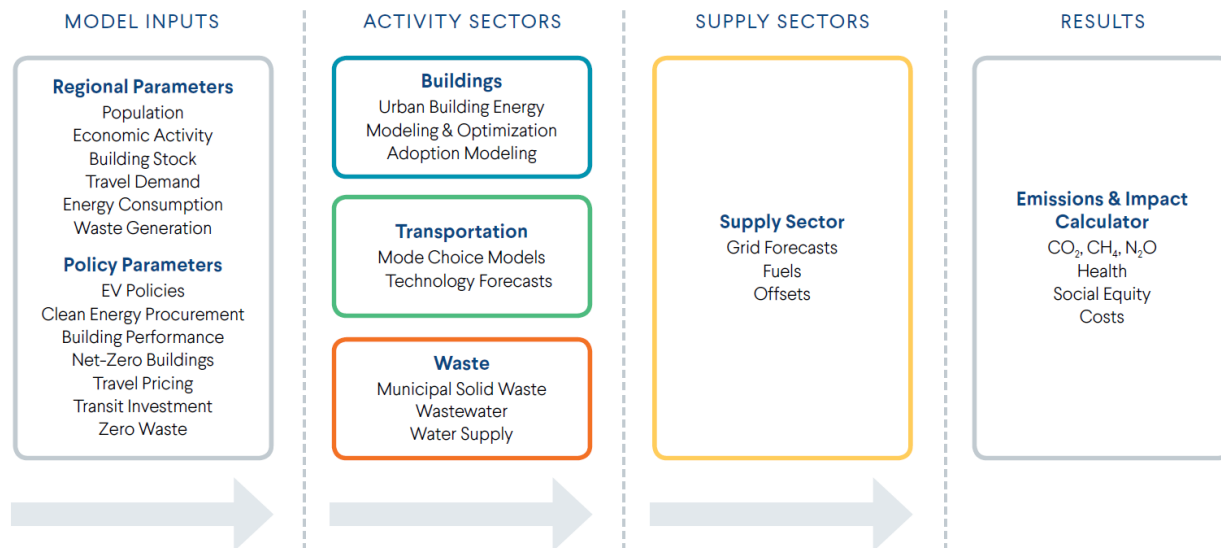 MODEL INPUTS
Regional Parameters
Population
Economic Activity
Building Stock
Travel Demand
Energy Consumption
Waste Generation
Policy Parameters
EV Policies
Clean Energy Procurement
Building Performance
Net-Zero Buildings
Travel Pricing
Transit Investment
Zero Waste
ACTIVITY SECTORS
Buildings
Urban Building Energy
Modeling & Optimization
Adoption Modeling
Transportation
Mode Choice Models
Technology Forecasts
Waste
Municipal Solid Waste
Wastewater
Water Supply
SUPPLY SECTORS
Supply Sector
Grid Forecasts
Fuels
Offsets
RESULTS
Emissions & Impact
Calculator
CO₂, CH₄, N₂O
Health
Social Equity
Costs